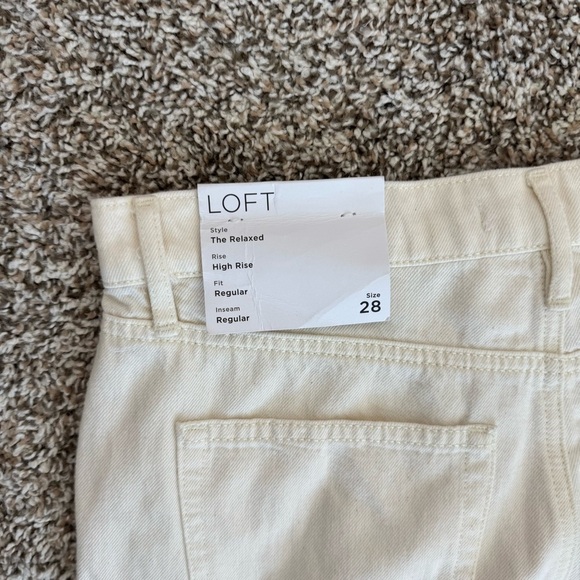 LOFT
Style
The Relaxed
Rise
High Rise
Fit
Regular
Inseam
Regular
Size
28